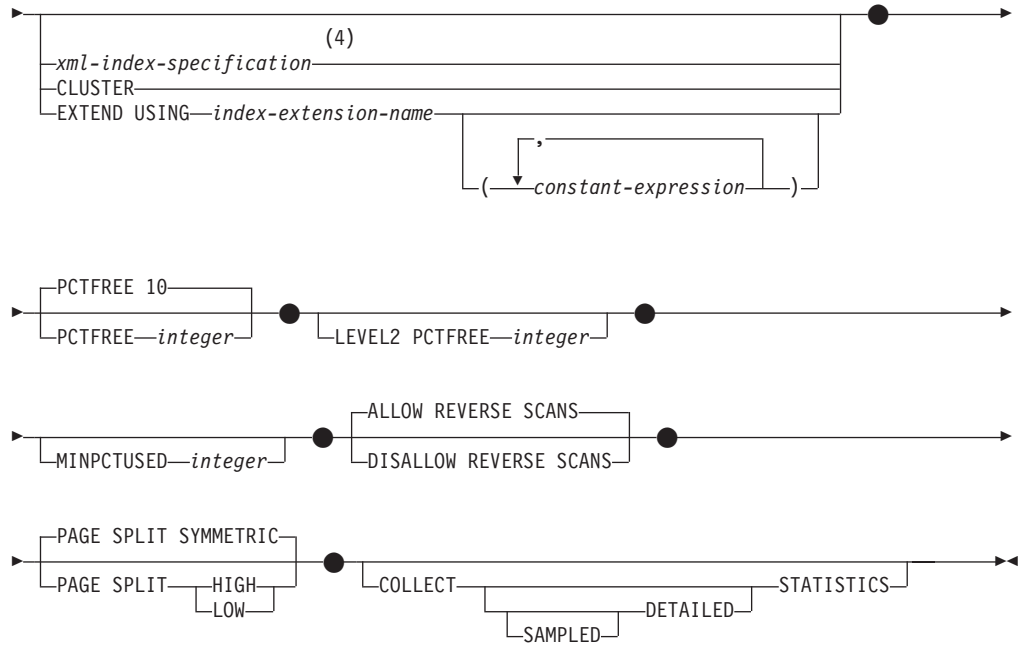 (4)
xml-index-specification
CLUSTER
EXTEND USING index-extension-name
,
( constant-expression )
PCTFREE 10
PCTFREE integer
LEVEL2 PCTFREE integer
MINPCTUSED integer
ALLOW REVERSE SCANS
DISALLOW REVERSE SCANS
PAGE SPLIT SYMMETRIC
PAGE SPLIT HIGH
LOW
COLLECT STATISTICS
DETAILED
SAMPLED